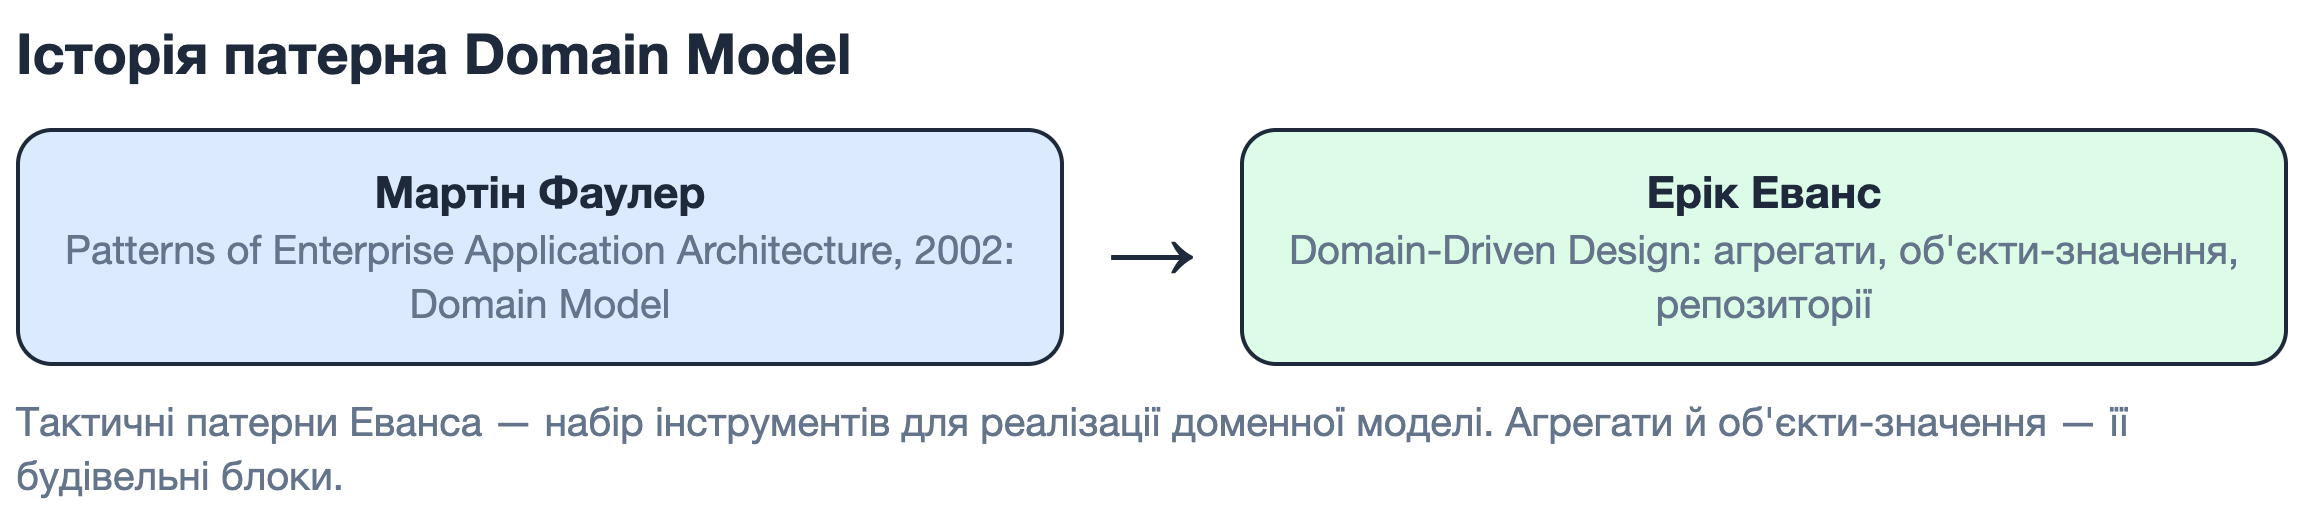 Історія патерна Domain Model
Мартін Фаулер
Patterns of Enterprise Application Architecture, 2002:
Domain Model
→
Ерік Еванс
Domain-Driven Design: агрегати, об'єкти-значення,
репозиторії
Тактичні патерни Еванса — набір інструментів для реалізації доменної моделі. Агрегати й об'єкти-значення — її
будівельні блоки.